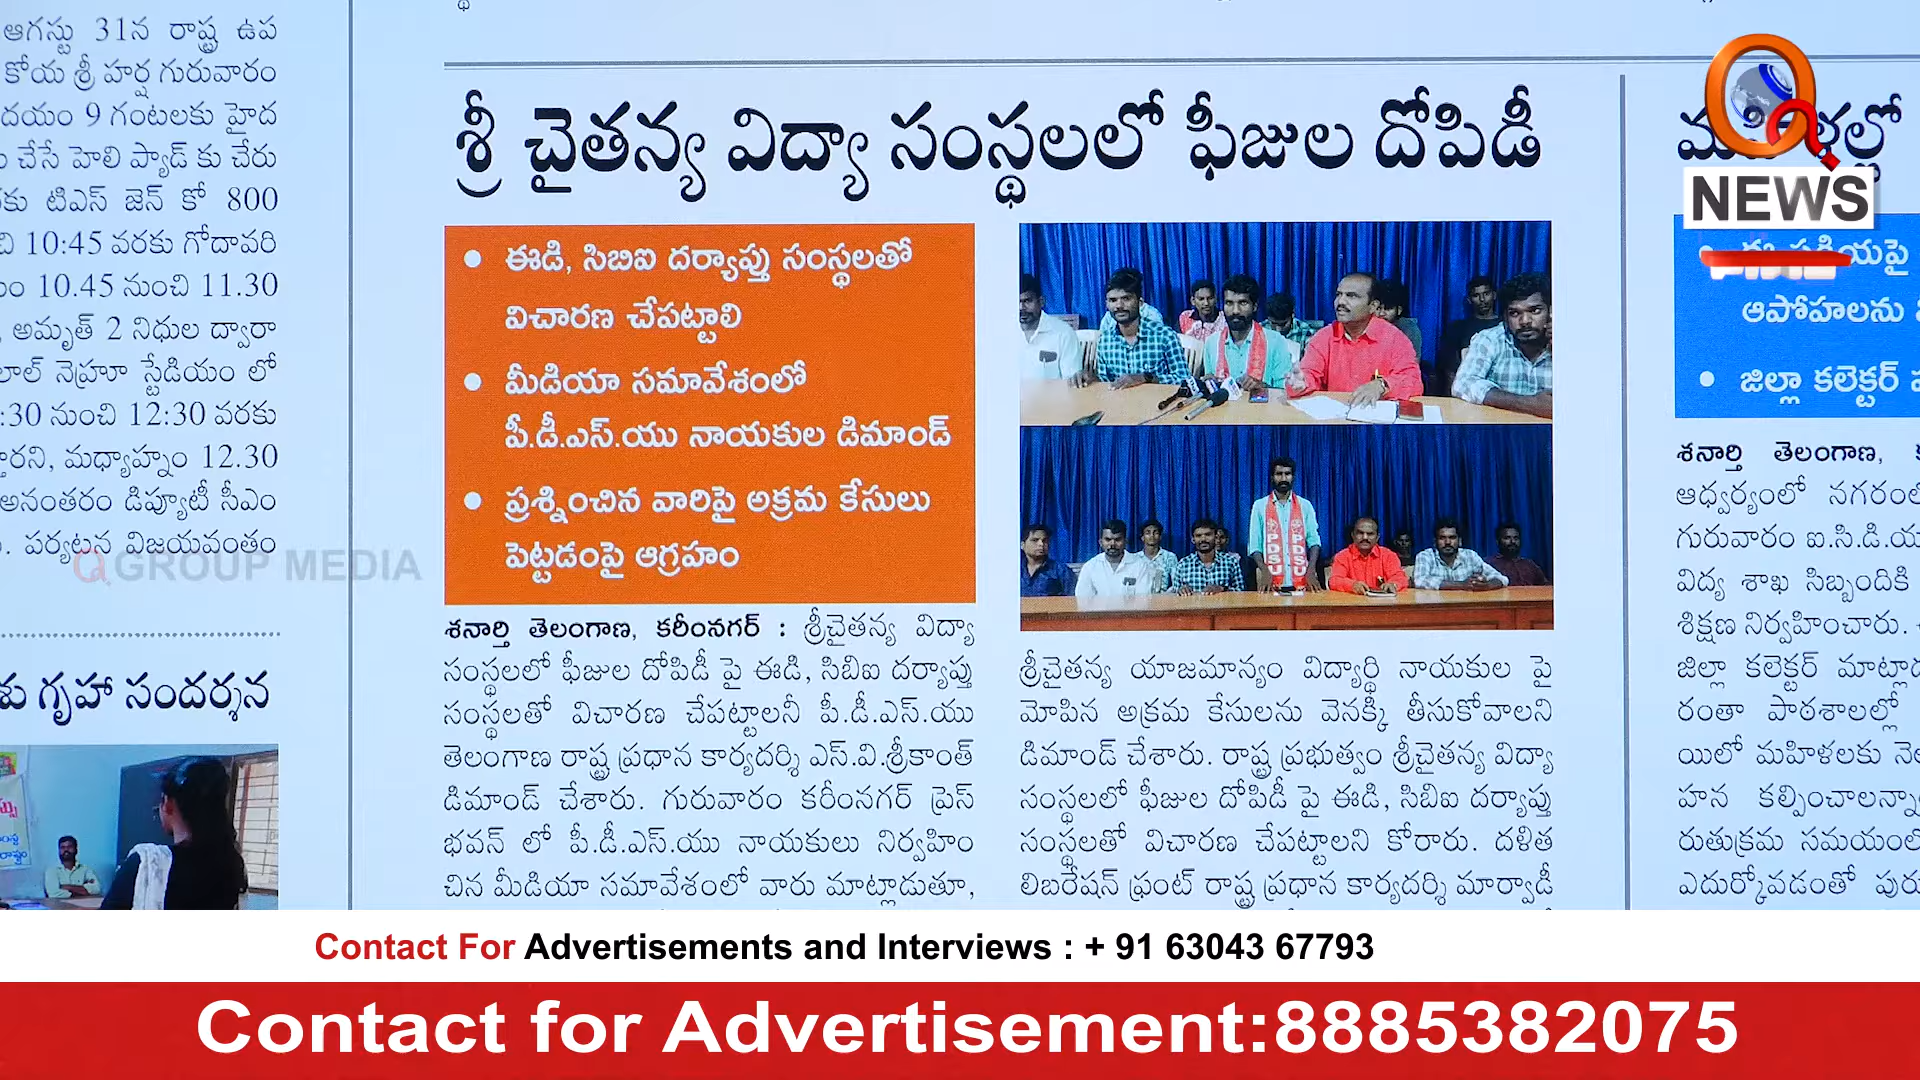 ఆగస్టు 31న రాష్ట్ర ఉప
కోయ శ్రీ హర్ష గురువారం
దయం 9 గంటలకు హైద
చేసే హెలి ప్యాడ్ కు చేరు
కు టిఎస్ జెన్ కో 800
10:45 వరకు గోదావరి
10.45 నుంచి 11.30
అమృత్ 2 నిధుల ద్వారా
లాల్ నెహ్రూ స్టేడియం లో
:30 నుంచి 12:30 వరకు
మధ్యాహ్నం 12.30
అనంతరం డిప్యూటీ సీఎం
పర్యటన విజయవంతం
గృహా సందర్శన
శ్రీ చైతన్య విద్యా సంస్థలలో ఫీజుల దోపిడీ
• ఈడి, సిబిఐ దర్యాప్తు సంస్థలతో
విచారణ చేపట్టాలి
• మీడియా సమావేశంలో
పీ.డీ.ఎస్.యు నాయకుల డిమాండ్
• ప్రశ్నించిన వారిపై అక్రమ కేసులు
పెట్టడంపై ఆగ్రహం
శనార్తి తెలంగాణ, కరీంనగర్ : శ్రీచైతన్య విద్యా
సంస్థలలో ఫీజుల దోపిడీ పై ఈడి, సిబిఐ దర్యాప్తు
సంస్థలతో విచారణ చేపట్టాలనీ పీ.డీ.ఎస్.యు
తెలంగాణ రాష్ట్ర ప్రధాన కార్యదర్శి ఎస్.వి.శ్రీకాంత్
డిమాండ్ చేశారు. గురువారం కరీంనగర్ ప్రెస్
భవన్ లో పీ.డీ.ఎస్.యు నాయకులు నిర్వహిం
చిన మీడియా సమావేశంలో వారు మాట్లాడుతూ,
PDSU PDSU
శ్రీచైతన్య యాజమాన్యం విద్యార్థి నాయకుల పై
మోపిన అక్రమ కేసులను వెనక్కి తీసుకోవాలని
డిమాండ్ చేశారు. రాష్ట్ర ప్రభుత్వం శ్రీచైతన్య విద్యా
సంస్థలలో ఫీజుల దోపిడీ పై ఈడి, సిబిఐ దర్యాప్తు
సంస్థలతో విచారణ చేపట్టాలని కోరారు. దళిత
లిబరేషన్ ఫ్రంట్ రాష్ట్ర ప్రధాన కార్యదర్శి మార్వాడీ
ఆపోహలను
• జిల్లా కలెక్టర్
శనార్తి తెలంగాణ,
ఆధ్వర్యంలో నగరంలో
గురువారం ఐ.సి.డి.య
విద్య శాఖ సిబ్బందికి
శిక్షణ నిర్వహించారు.
జిల్లా కలెక్టర్ మాట్లాడ
రంతా పాఠశాలల్లో
యిలో మహిళలకు
హన కల్పించాలన్నా
రుతుక్రమ సమయంలో
ఎదుర్కోవడంతో పురు
Q NEWS
Q GROUP MEDIA
Contact For Advertisements and Interviews : + 91 63043 67793
Contact for Advertisement:8885382075